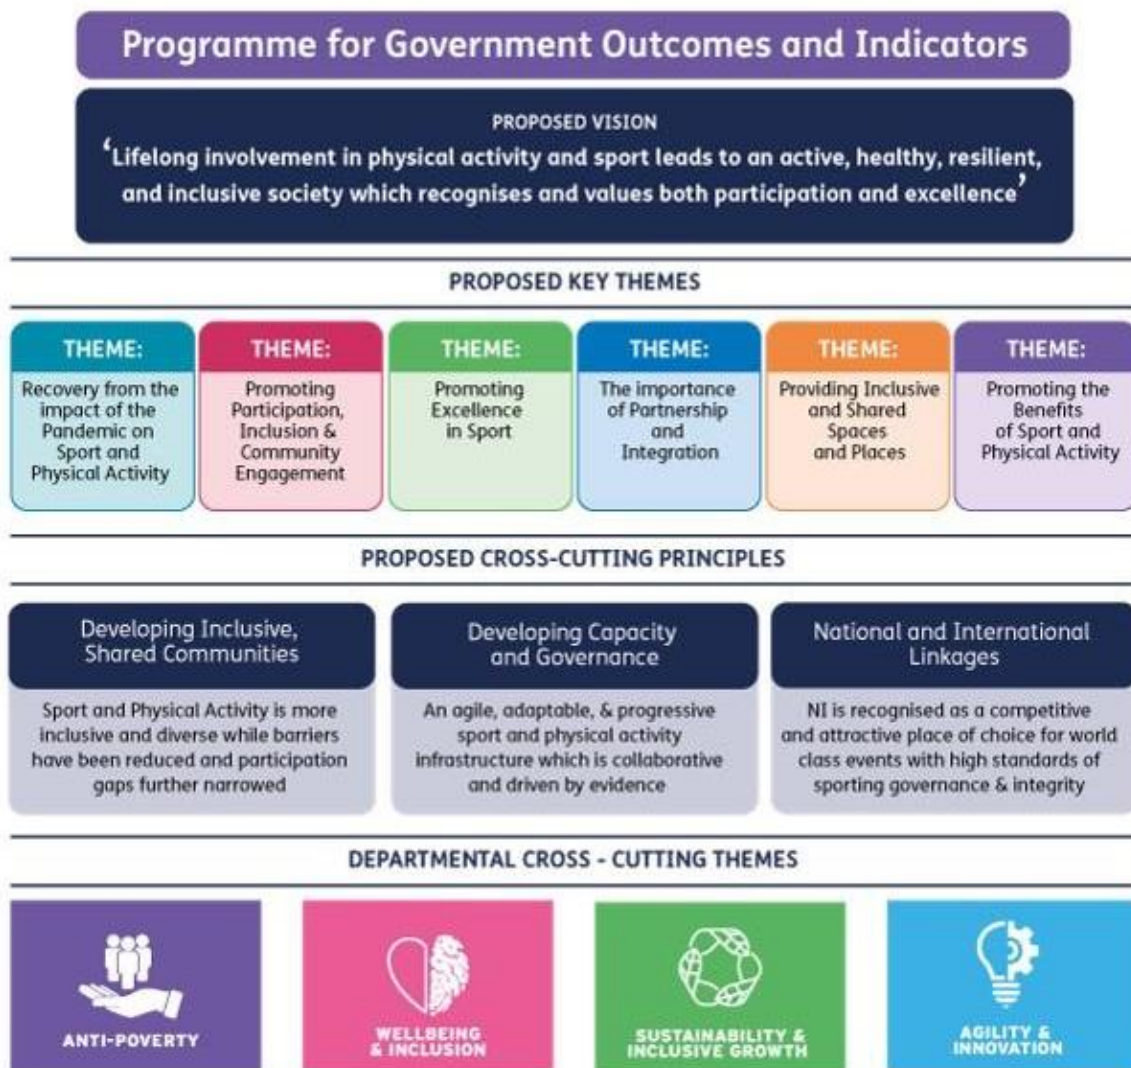 Programme for Government Outcomes and Indicators
PROPOSED VISION
‘Lifelong involvement in physical activity and sport leads to an active, healthy, resilient,
and inclusive society which recognises and values both participation and excellence’
PROPOSED KEY THEMES
THEME:
Recovery from the
impact of the
Pandemic on
Sport and
Physical Activity
THEME:
Promoting
Participation,
Inclusion &
Community
Engagement
THEME:
Promoting
Excellence
in Sport
THEME:
The importance
of Partnership
and
Integration
THEME:
Providing Inclusive
and Shared
Spaces
and Places
THEME:
Promoting the
Benefits
of Sport and
Physical Activity
PROPOSED CROSS-CUTTING PRINCIPLES
Developing Inclusive,
Shared Communities
Sport and Physical Activity is more
inclusive and diverse while barriers
have been reduced and participation
gaps further narrowed
Developing Capacity
and Governance
An agile, adaptable, & progressive
sport and physical activity
infrastructure which is collaborative
and driven by evidence
National and International
Linkages
NI is recognised as a competitive
and attractive place of choice for world
class events with high standards of
sporting governance & integrity
DEPARTMENTAL CROSS - CUTTING THEMES
ANTI-POVERTY
WELLBEING
& INCLUSION
SUSTAINABILITY &
INCLUSIVE GROWTH
AGILITY &
INNOVATION